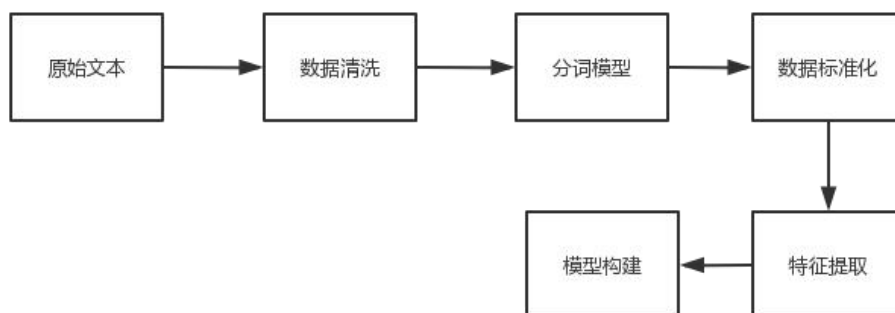 原始文本
数据清洗
分词模型
数据标准化
特征提取
模型构建